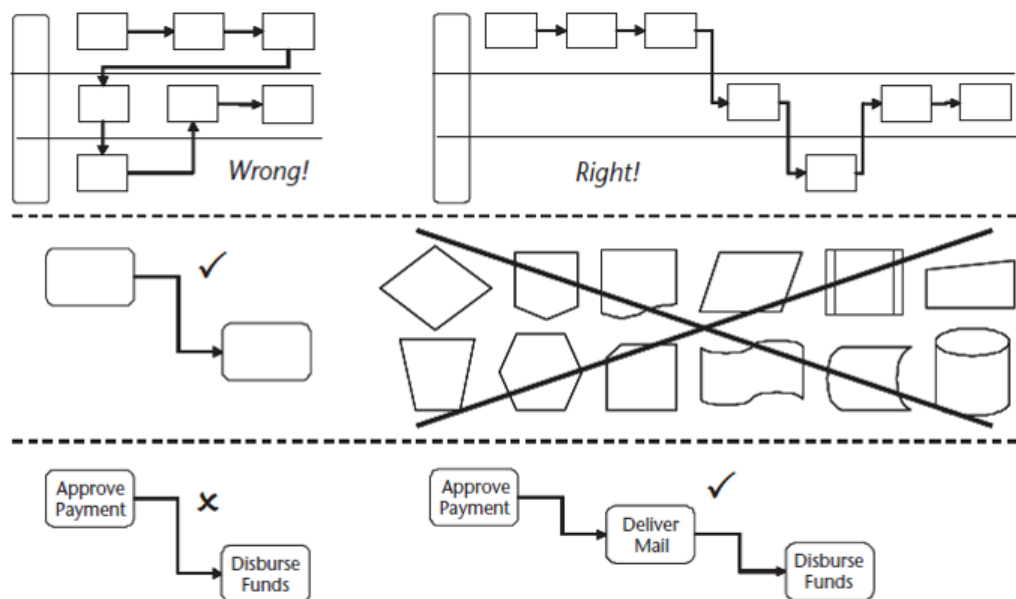 Wrong!
Right!
✓
Approve
Payment
✗
Disburse
Funds
Approve
Payment
✓
Deliver
Mail
Disburse
Funds